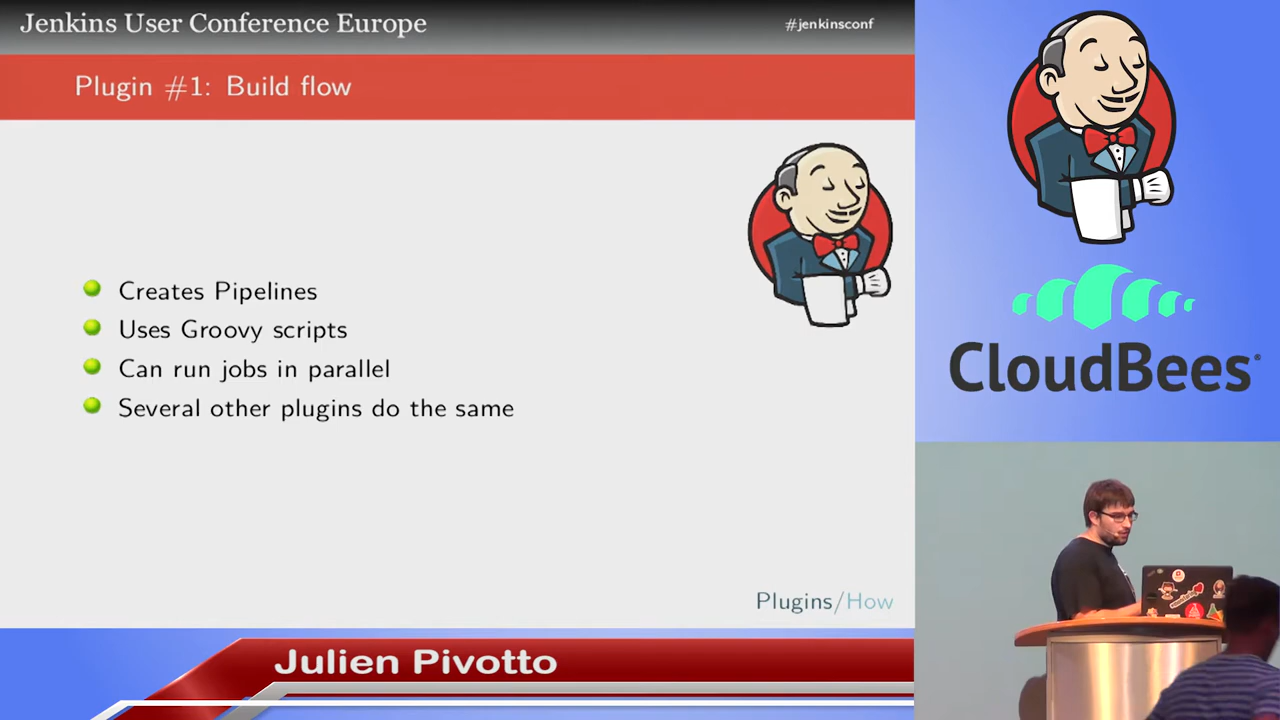 Jenkins User Conference Europe
#jenkinsconf
Plugin #1: Build flow
Creates Pipelines
Uses Groovy scripts
Can run jobs in parallel
Several other plugins do the same
Plugins/How
CloudBees®
Julien Pivotto